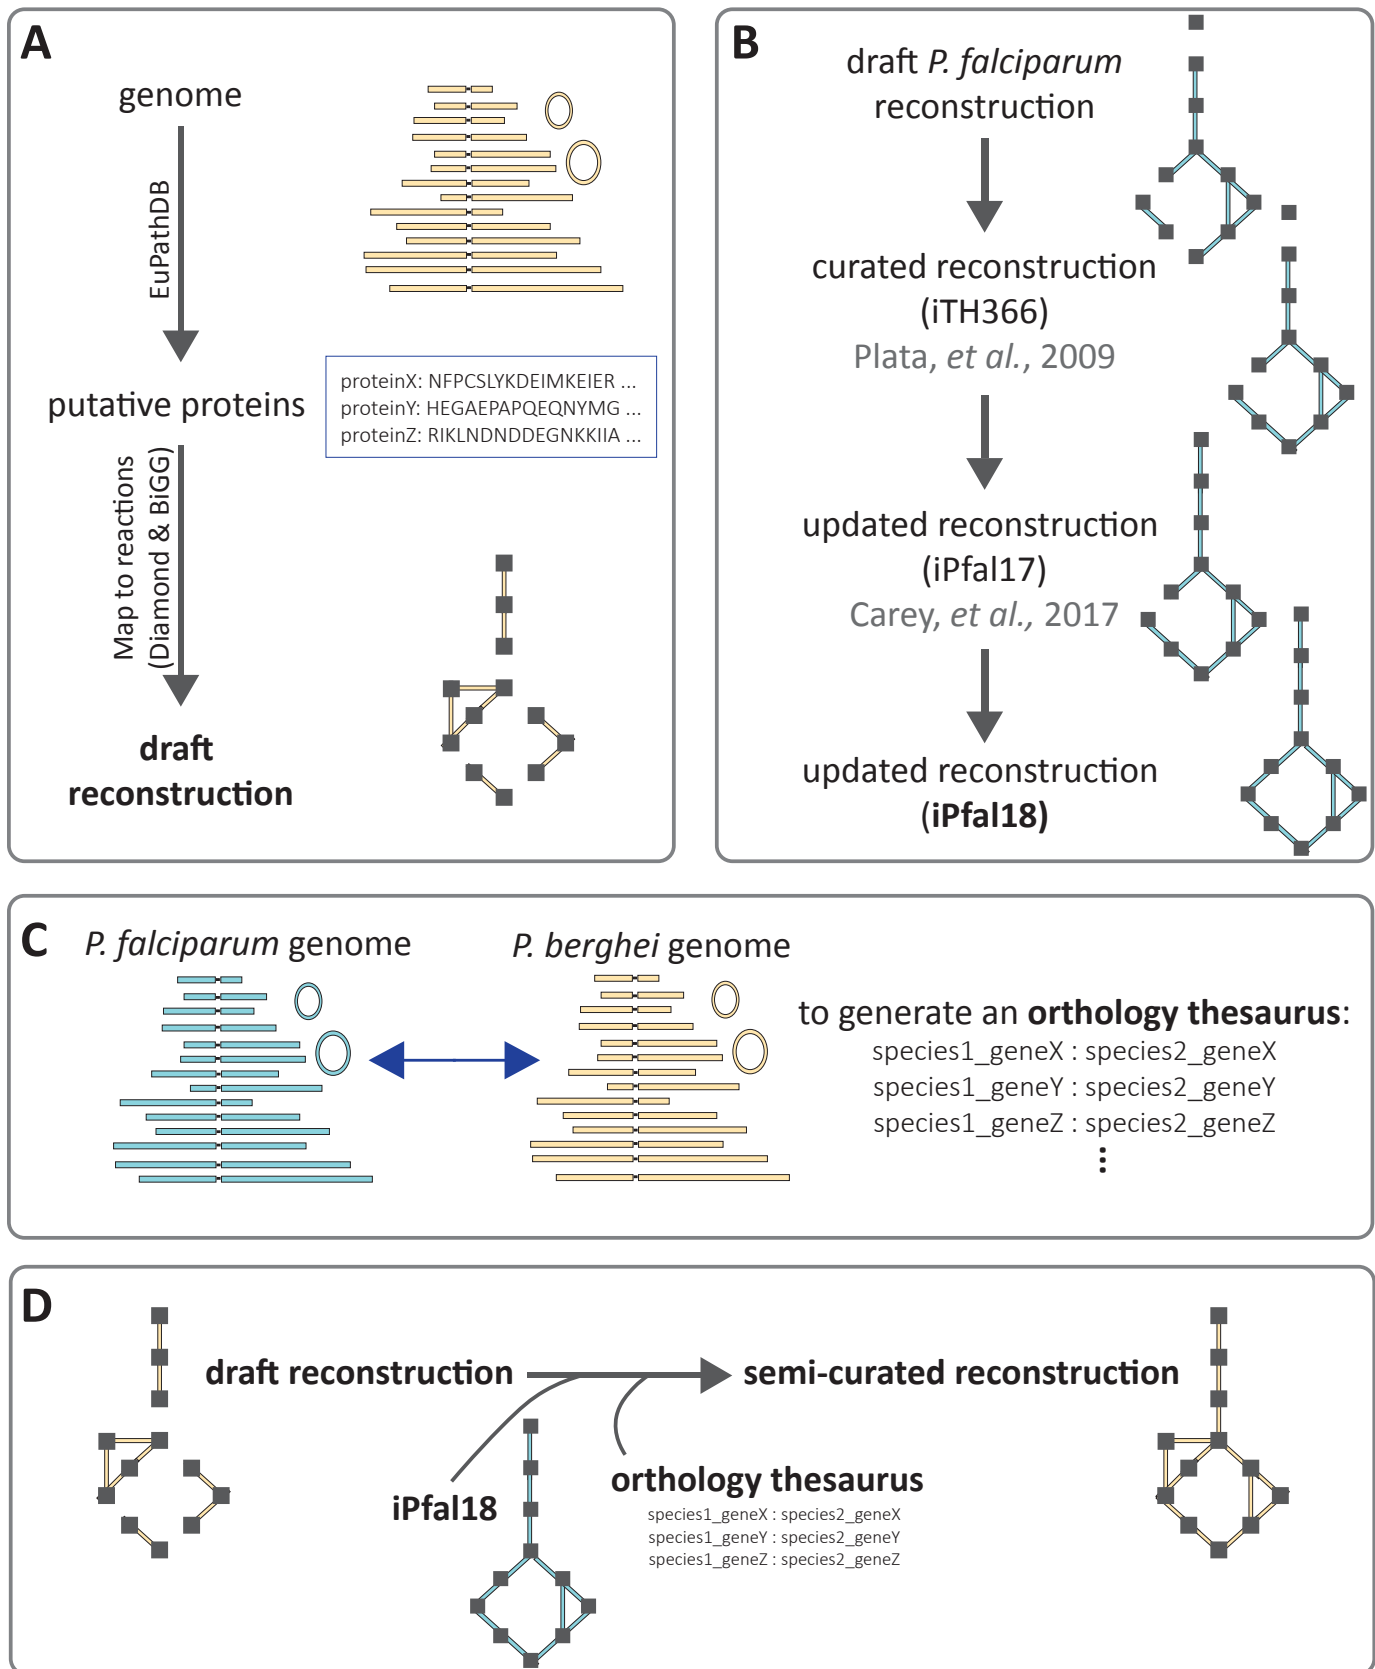 A
genome
EuPathDB
putative proteins
proteinX: NFPCSLYKDEIMKEIER ...
proteinY: HEGAEPAPQEQNYMG ...
proteinZ: RIKLNDNDDEGNKKIIA ...
Map to reactions
(Diamond & BiGG)
draft
reconstruction
B
draft P. falciparum
reconstruction
curated reconstruction
(iTH366)
Plata, et al., 2009
updated reconstruction
(iPfal17)
Carey, et al., 2017
updated reconstruction
(iPfal18)
C
P. falciparum genome
P. berghei genome
to generate an orthology thesaurus:
species1_geneX : species2_geneX
species1_geneY : species2_geneY
species1_geneZ : species2_geneZ
⋮
D
draft reconstruction
semi-curated reconstruction
iPfal18
orthology thesaurus
species1_geneX : species2_geneX
species1_geneY : species2_geneY
species1_geneZ : species2_geneZ